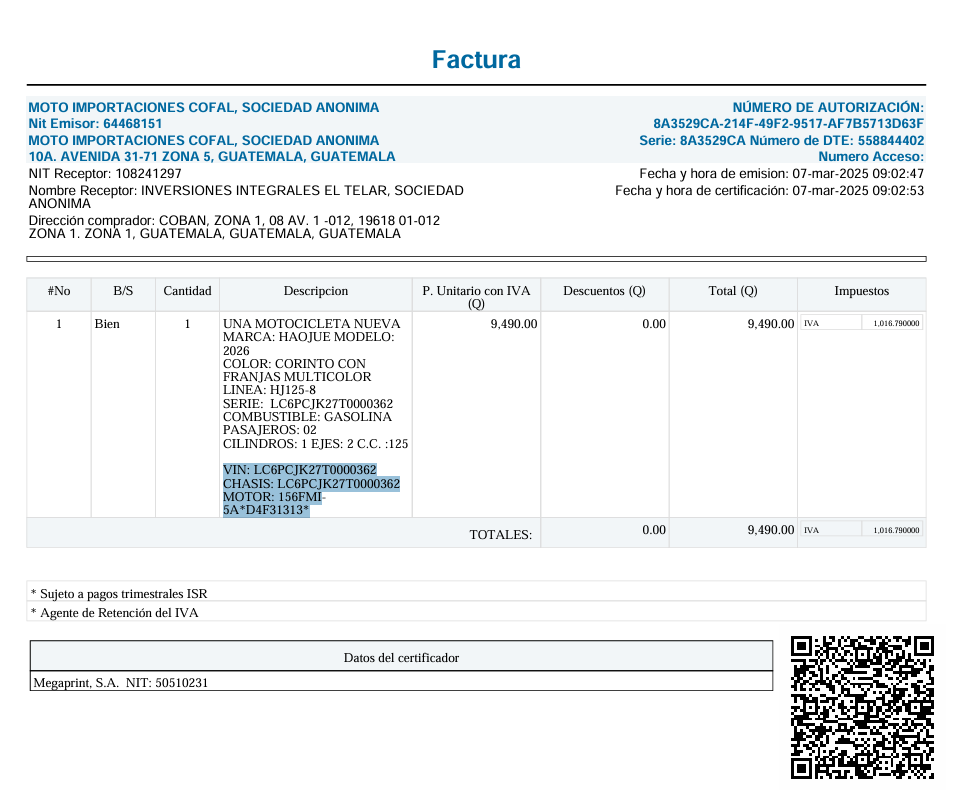 Factura
MOTO IMPORTACIONES COFAL, SOCIEDAD ANONIMA
Nit Emisor: 64468151
MOTO IMPORTACIONES COFAL, SOCIEDAD ANONIMA
10A. AVENIDA 31-71 ZONA 5, GUATEMALA, GUATEMALA
NÚMERO DE AUTORIZACIÓN:
8A3529CA-214F-49F2-9517-AF7B5713D63F
Serie: 8A3529CA Número de DTE: 558844402
Numero Acceso:
NIT Receptor: 108241297
Nombre Receptor: INVERSIONES INTEGRALES EL TELAR, SOCIEDAD
ANONIMA
Dirección comprador: COBAN, ZONA 1, 08 AV. 1 -012, 19618 01-012
ZONA 1. ZONA 1, GUATEMALA, GUATEMALA, GUATEMALA
Fecha y hora de emision: 07-mar-2025 09:02:47
Fecha y hora de certificación: 07-mar-2025 09:02:53
#No B/S Cantidad Descripcion P. Unitario con IVA (Q) Descuentos (Q) Total (Q) Impuestos
1 Bien 1 UNA MOTOCICLETA NUEVA 9,490.00 0.00 9,490.00 IVA 1,016.790000
MARCA: HAOJUE MODELO:
2026
COLOR: CORINTO CON
FRANJAS MULTICOLOR
LINEA: HJ125-8
SERIE: LC6PCJK27T0000362
COMBUSTIBLE: GASOLINA
PASAJEROS: 02
CILINDROS: 1 EJES: 2 C.C. :125
VIN: LC6PCJK27T0000362
CHASIS: LC6PCJK27T0000362
MOTOR: 156FMI-
5A*D4F31313*
TOTALES: 0.00 9,490.00 IVA 1,016.790000
* Sujeto a pagos trimestrales ISR
* Agente de Retención del IVA
Datos del certificador
Megaprint, S.A. NIT: 50510231